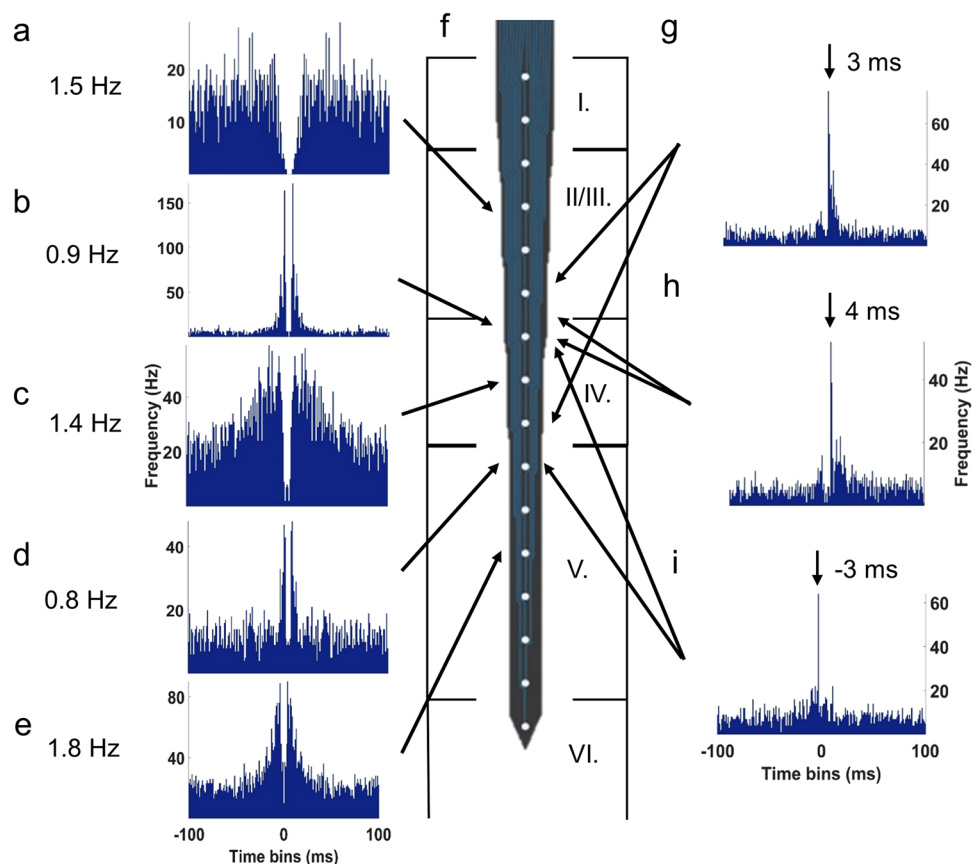 a
1.5 Hz
20
10
b
0.9 Hz
150
100
50
c
1.4 Hz
40
20
Frequency (Hz)
d
0.8 Hz
40
20
e
1.8 Hz
80
40
-100 0 100
Time bins (ms)
f
I.
II/III.
IV.
V.
VI.
g
3 ms
60
40
20
h
4 ms
40
20
Frequency (Hz)
i
-3 ms
60
40
20
-100 0 100
Time bins (ms)